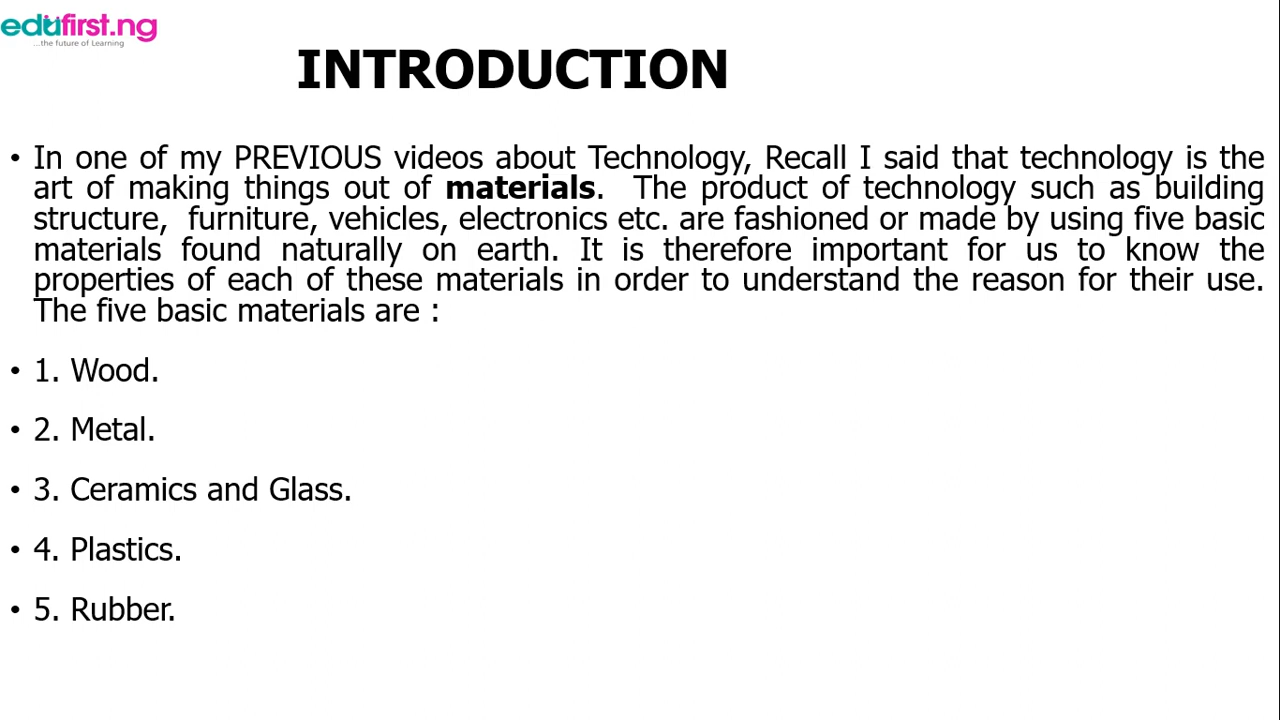 edufirst.ng
...the future of Learning
INTRODUCTION
• In one of my PREVIOUS videos about Technology, Recall I said that technology is the
art of making things out of materials. The product of technology such as building
structure, furniture, vehicles, electronics etc. are fashioned or made by using five basic
materials found naturally on earth. It is therefore important for us to know the
properties of each of these materials in order to understand the reason for their use.
The five basic materials are :
• 1. Wood.
• 2. Metal.
• 3. Ceramics and Glass.
• 4. Plastics.
• 5. Rubber.